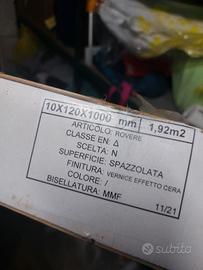 10X120X1000 mm 1,92m2
ARTICOLO: ROVERE
CLASSE EN: Δ
SCELTA: N
SUPERFICIE: SPAZZOLATA
FINITURA: VERNICE EFFETTO CERA
COLORE: /
BISELLATURA: MMF
11/21
subito